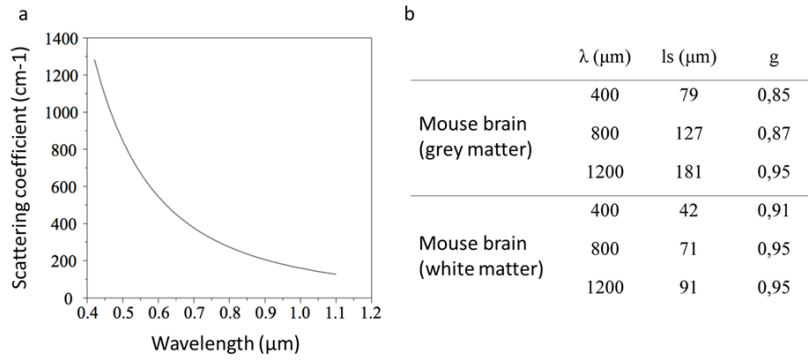 a
Scattering coefficient (cm-1)
1400
1200
1000
800
600
400
200
0
0.4 0.5 0.6 0.7 0.8 0.9 1.0 1.1 1.2
Wavelength (μm)
b
λ (μm) ls (μm) g
Mouse brain
(grey matter)
400 79 0,85
800 127 0,87
1200 181 0,95
Mouse brain
(white matter)
400 42 0,91
800 71 0,95
1200 91 0,95